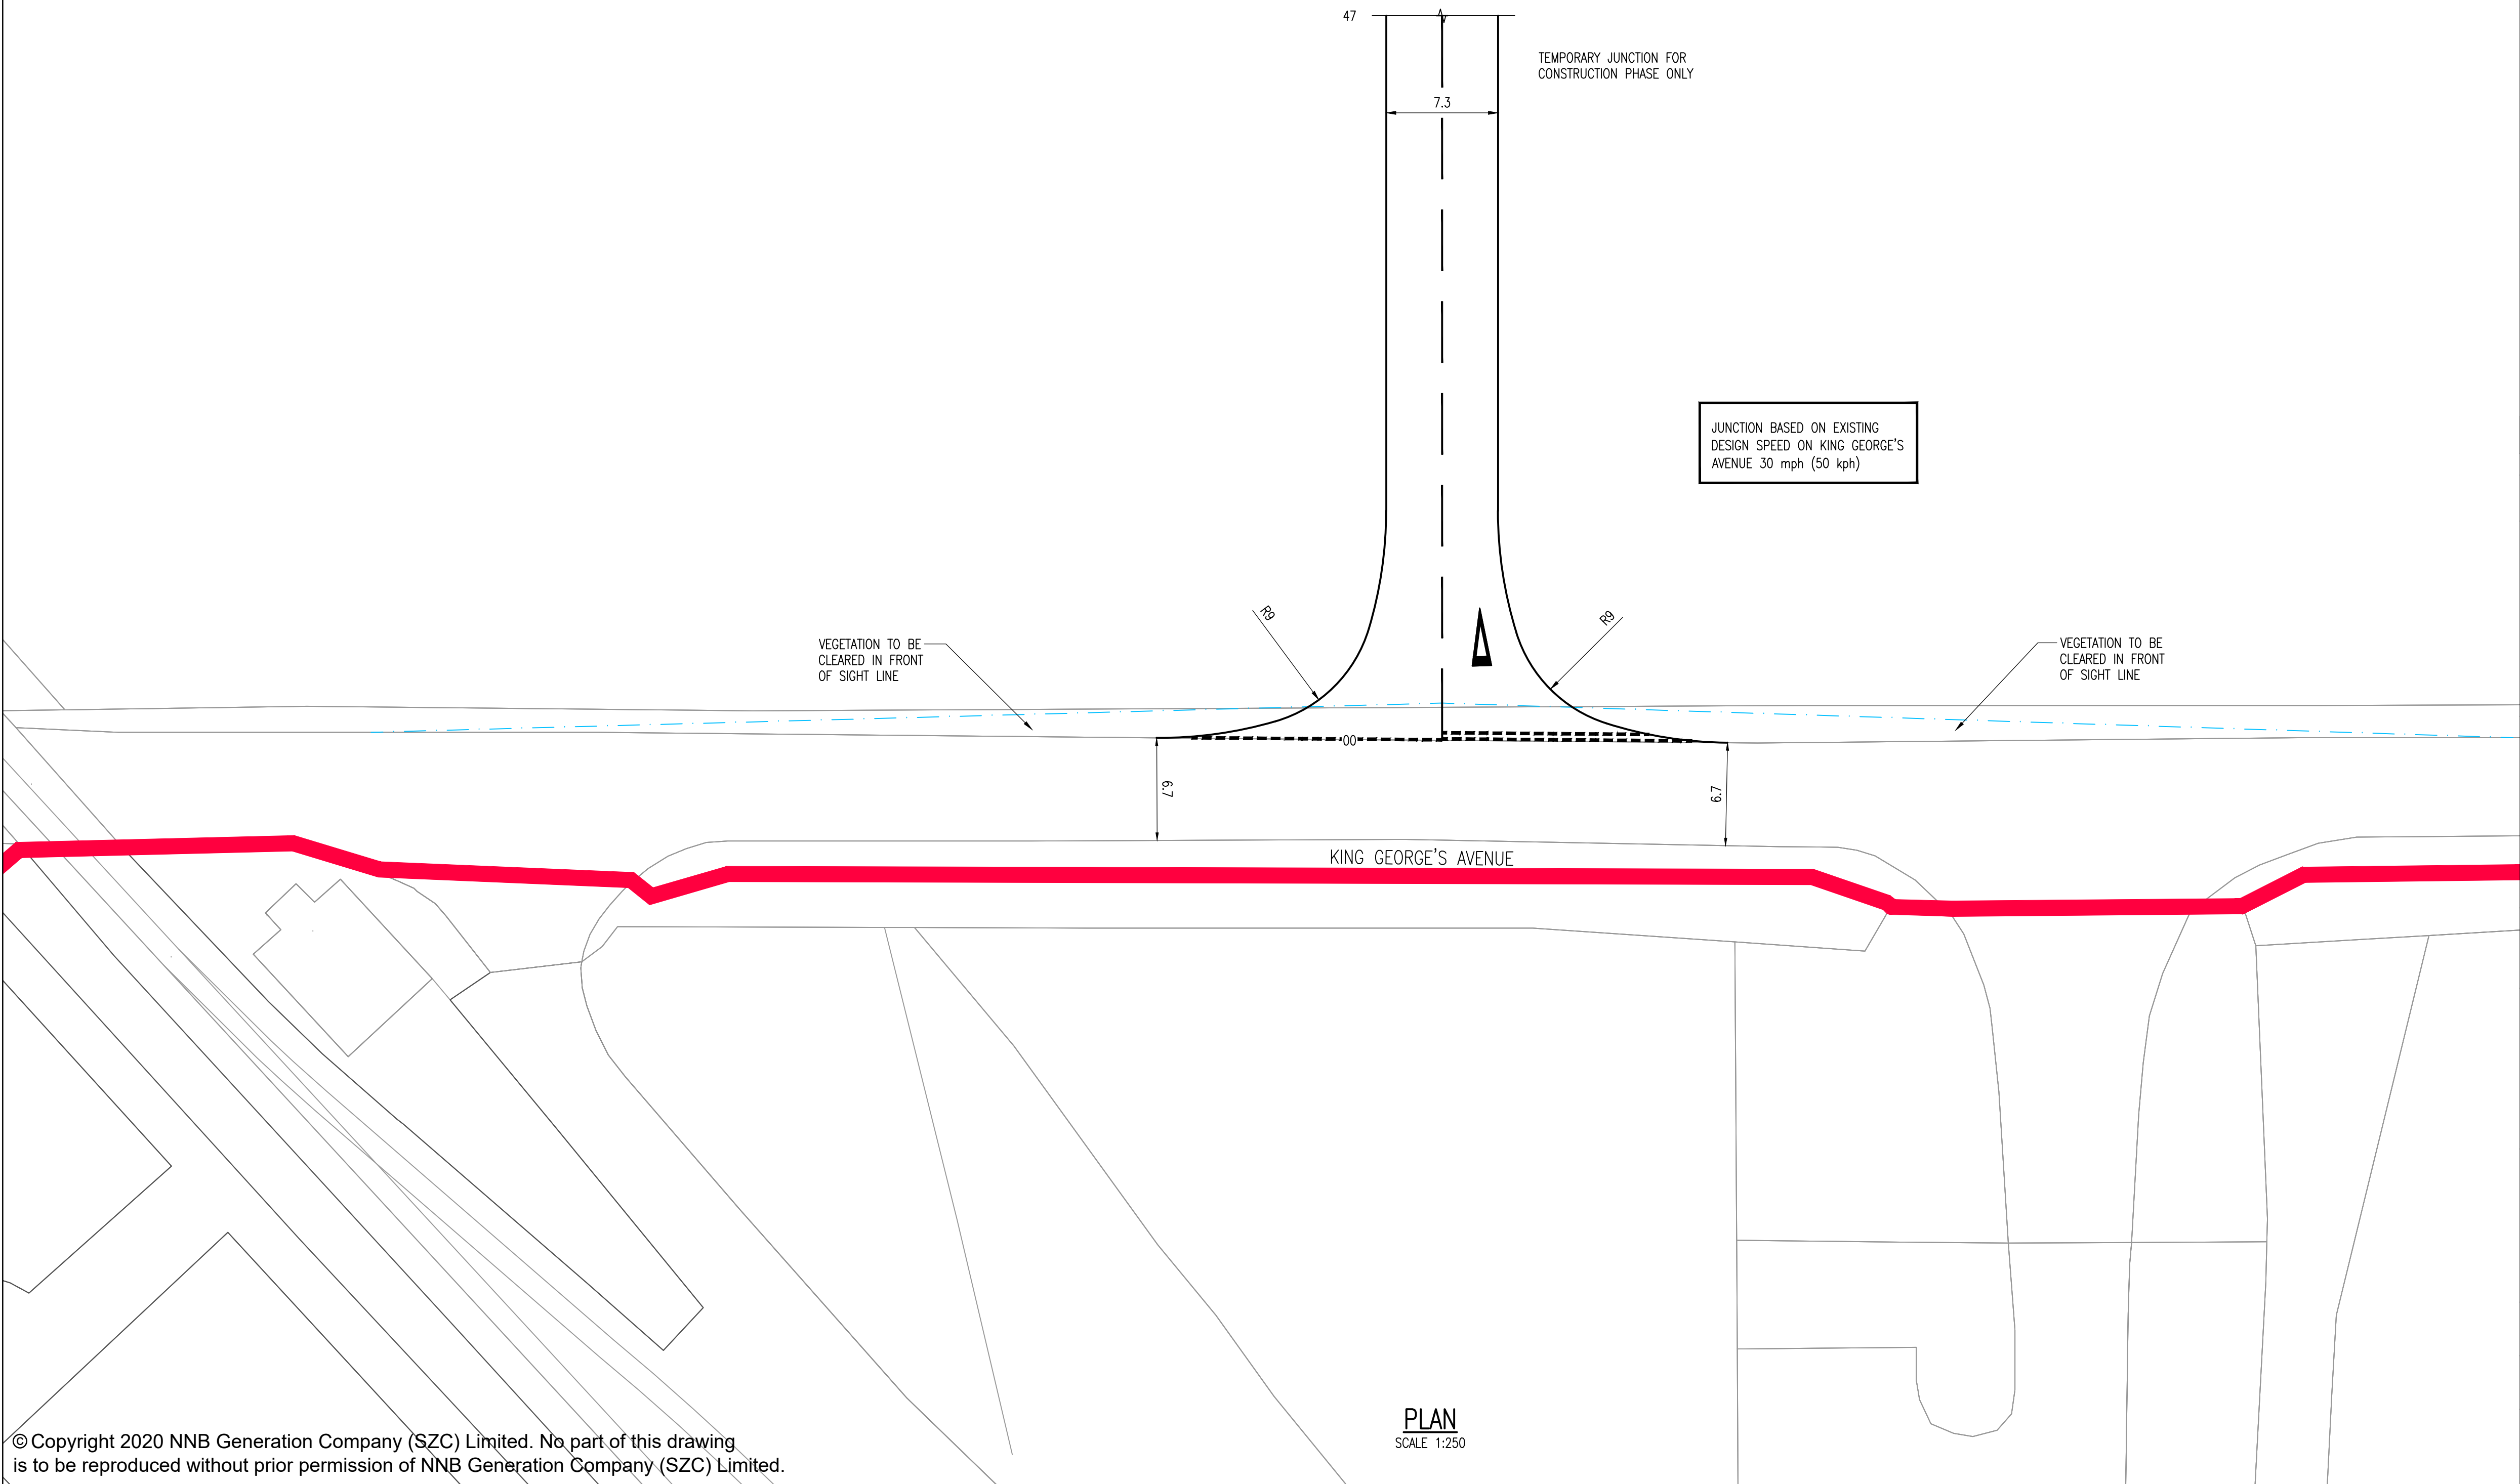 47
TEMPORARY JUNCTION FOR
CONSTRUCTION PHASE ONLY
7.3
JUNCTION BASED ON EXISTING
DESIGN SPEED ON KING GEORGE'S
AVENUE 30 mph (50 kph)
R9
R9
VEGETATION TO BE
CLEARED IN FRONT
OF SIGHT LINE
VEGETATION TO BE
CLEARED IN FRONT
OF SIGHT LINE
00
6.7
6.7
KING GEORGE'S AVENUE
PLAN
SCALE 1:250
© Copyright 2020 NNB Generation Company (SZC) Limited. No part of this drawing
is to be reproduced without prior permission of NNB Generation Company (SZC) Limited.